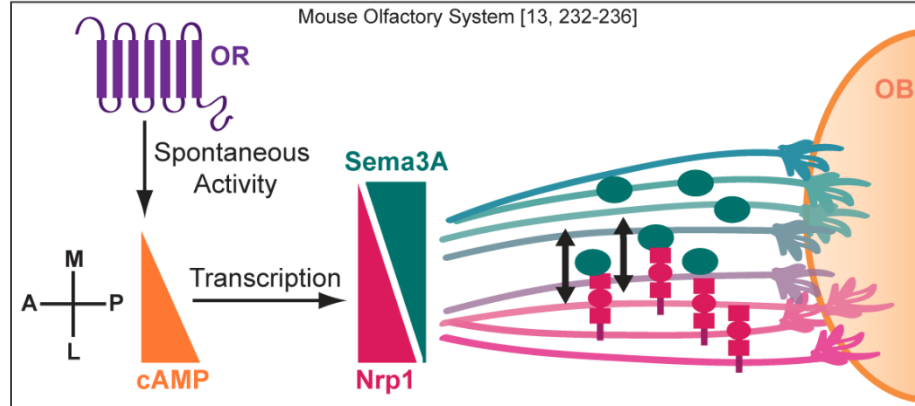 Mouse Olfactory System [13, 232-236]
OR
OB
Spontaneous
Activity
Sema3A
M
A
P
L
Transcription
cAMP
Nrp1